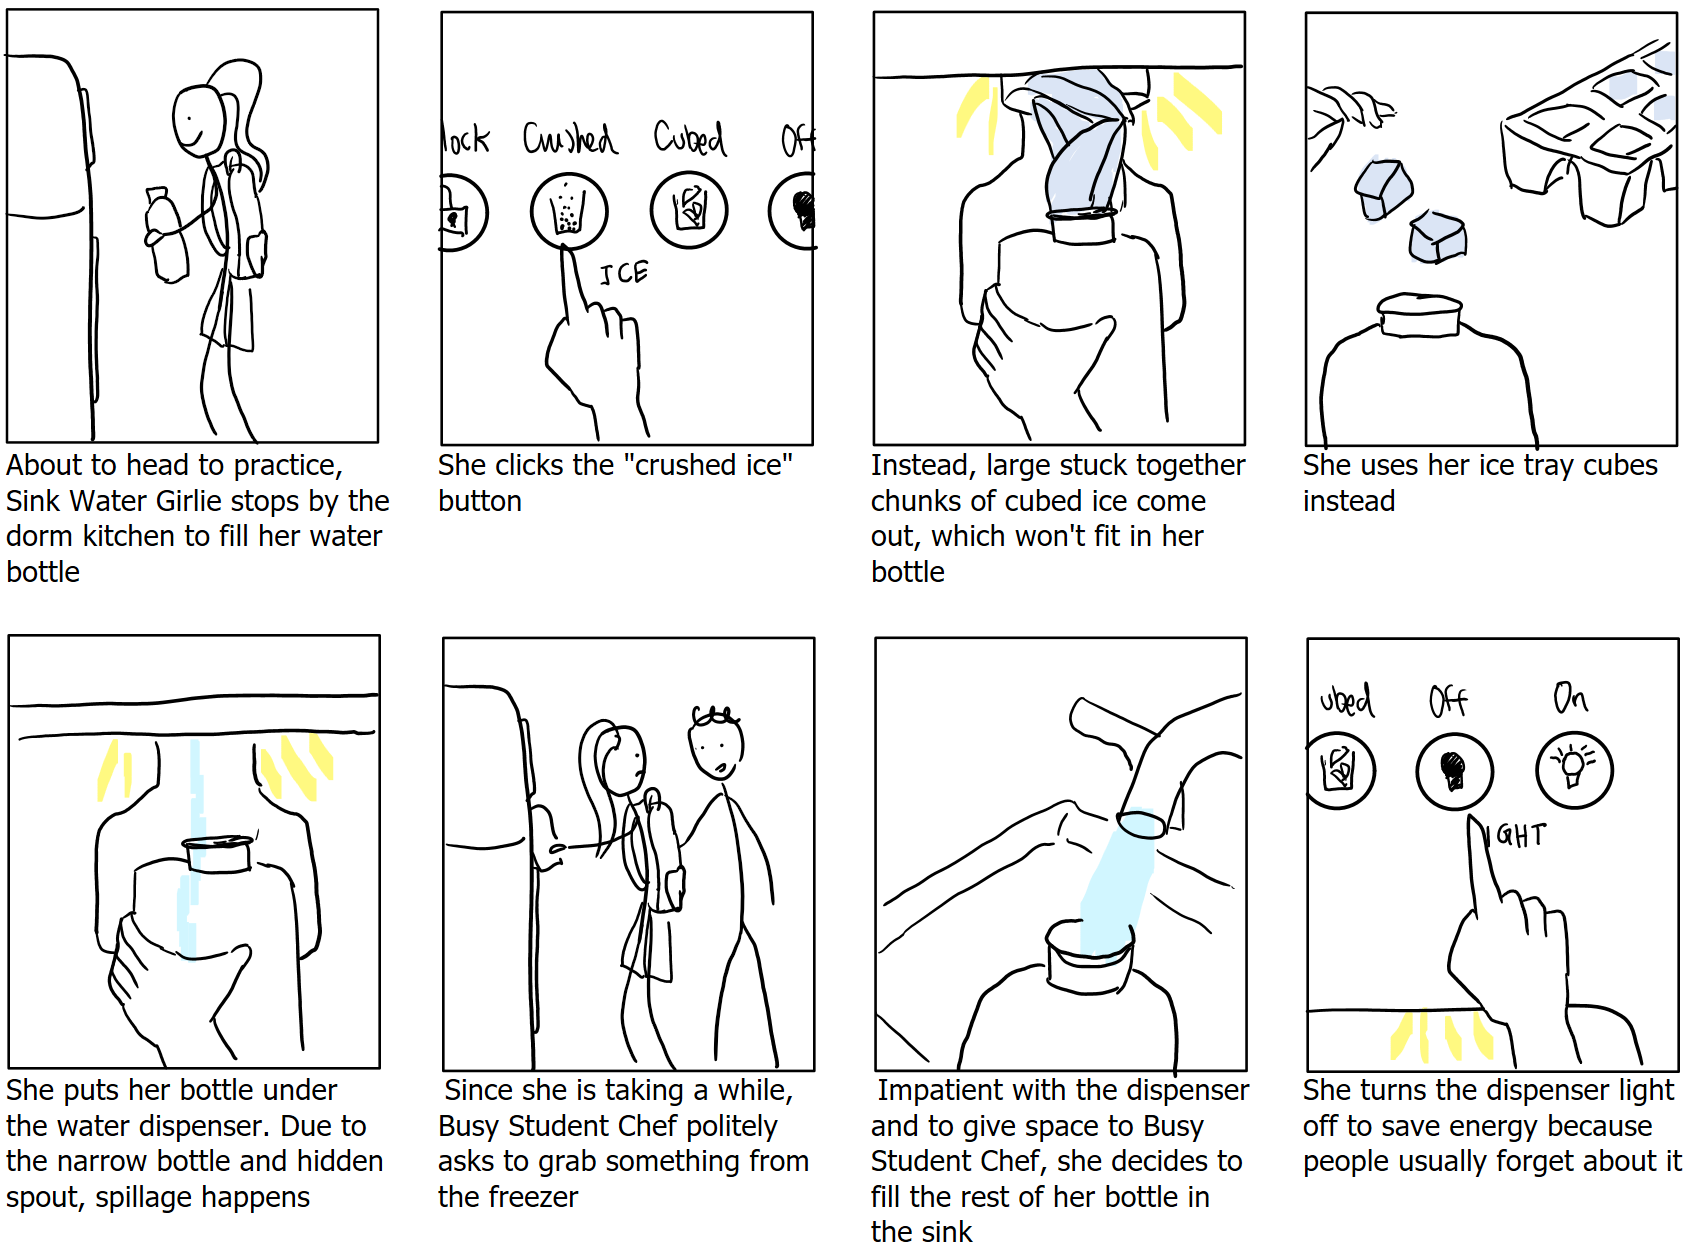 lock Crushed Cubed Off
ICE
About to head to practice,
Sink Water Girlie stops by the
dorm kitchen to fill her water
bottle
She clicks the "crushed ice"
button
Instead, large stuck together
chunks of cubed ice come
out, which won't fit in her
bottle
She uses her ice tray cubes
instead
ubed Off On
IGHT
She puts her bottle under
the water dispenser. Due to
the narrow bottle and hidden
spout, spillage happens
Since she is taking a while,
Busy Student Chef politely
asks to grab something from
the freezer
Impatient with the dispenser
and to give space to Busy
Student Chef, she decides to
fill the rest of her bottle in
the sink
She turns the dispenser light
off to save energy because
people usually forget about it